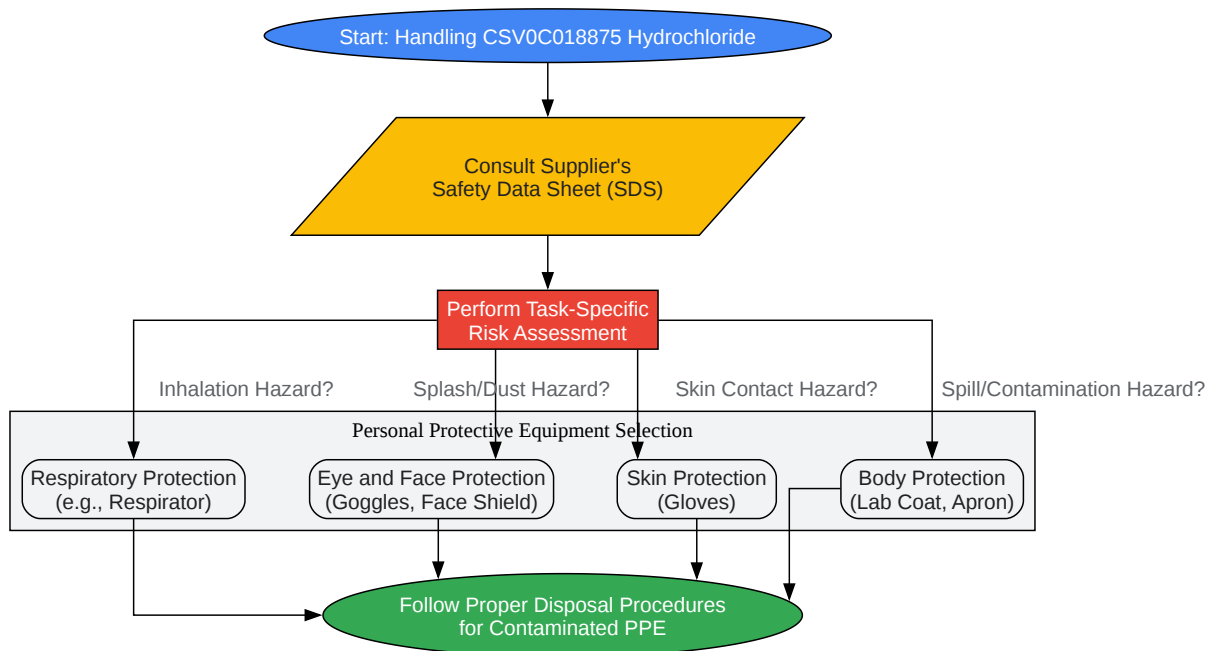 Start: Handling CSV0C018875 Hydrochloride
Consult Supplier's
Safety Data Sheet (SDS)
Perform Task-Specific
Risk Assessment
Inhalation Hazard?
Splash/Dust Hazard?
Skin Contact Hazard?
Spill/Contamination Hazard?
Personal Protective Equipment Selection
Respiratory Protection
(e.g., Respirator)
Eye and Face Protection
(Goggles, Face Shield)
Skin Protection
(Gloves)
Body Protection
(Lab Coat, Apron)
Follow Proper Disposal Procedures
for Contaminated PPE